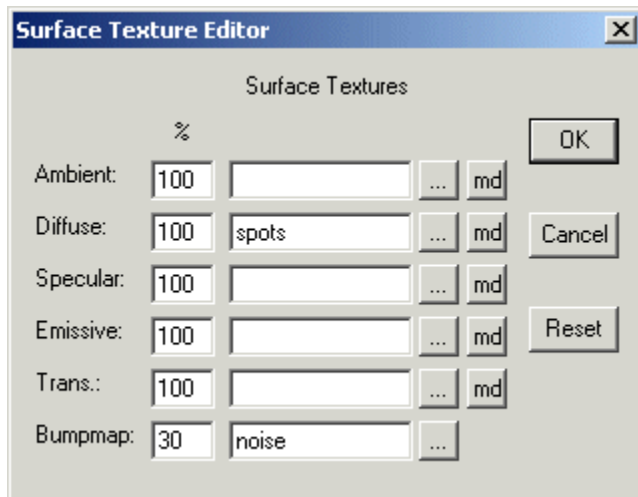 Surface Texture Editor
Surface Textures
%
OK
Ambient: 100 ... md
Diffuse: 100 spots ... md Cancel
Specular: 100 ... md
Emissive: 100 ... md Reset
Trans.: 100 ... md
Bumpmap: 30 noise ...